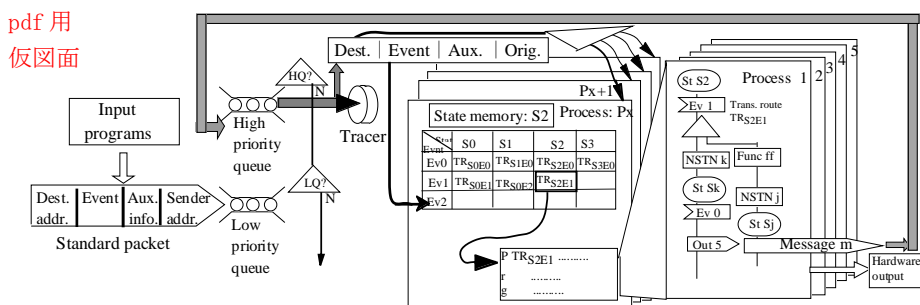 pdf 用
仮図面
Input
programs
Dest.
addr.
Event
Aux.
info.
Sender
addr.
Standard packet
HQ?
N
High
priority
queue
LQ?
N
Low
priority
queue
Tracer
Dest. Event Aux. Orig.
Px+1
Process: Px
State memory: S2
Stat
Evnt
S0 S1 S2 S3
Ev0 TRS0E0 TRS1E0 TRS2E0 TRS3E0
Ev1 TRS0E1 TRS0E2 TRS2E1
Ev2
P TRS2E1 ..........
r ..........
g ..........
Process 1
2
3
4
5
St S2
Ev 1
Trans. route
TRS2E1
NSTN k
Func ff
St Sk
NSTN j
Ev 0
St Sj
Out 5
Message m
Hardware
output